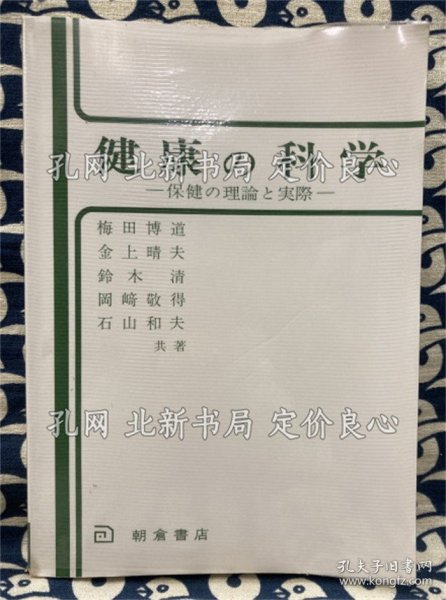 健康の科学
孔网 北新书局 定价良心
―保健の理論と実際―
梅田博道
金上晴夫
鈴木清
岡﨑敬得
石山和夫
共著
孔网 北新书局 定价良心
朝倉書店
孔夫子旧书网
www.kongfz.com